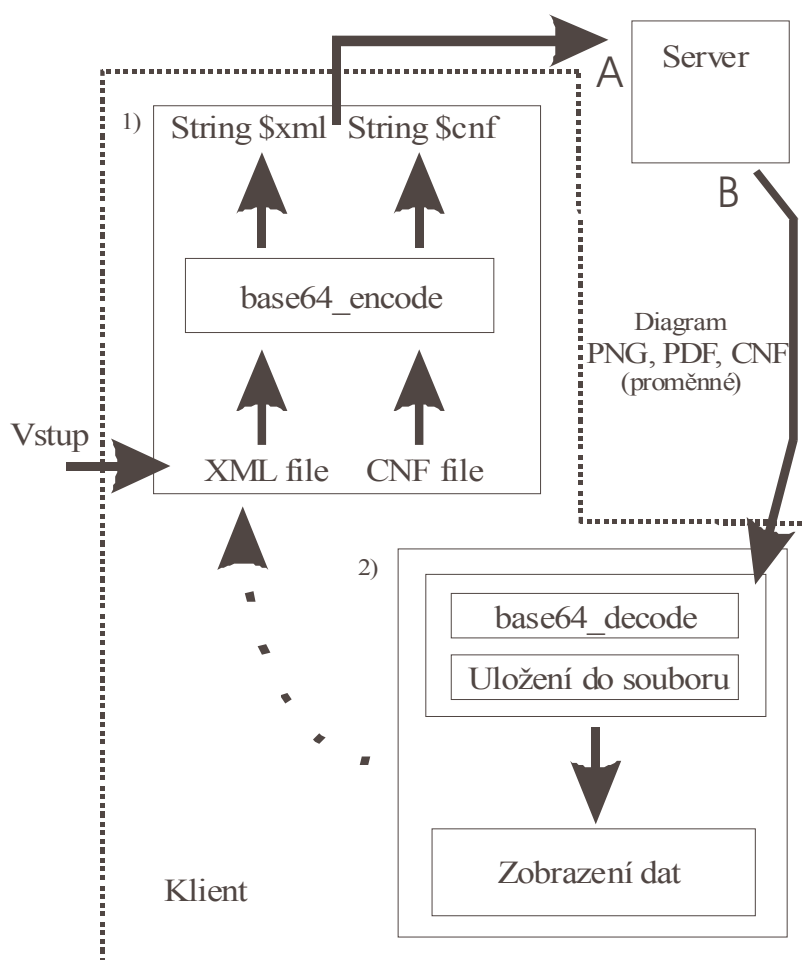 Server
A
1)
String $xml String $cnf
B
base64_encode
Diagram
PNG, PDF, CNF
(proměnné)
Vstup
XML file CNF file
2)
base64_decode
Uložení do souboru
Zobrazení dat
Klient